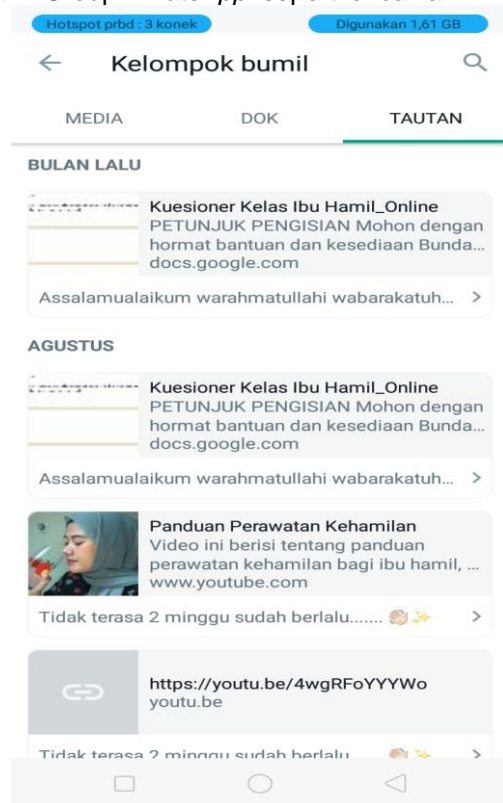 Hotspot prbd : 3 konek
Digunakan 1,61 GB
Kelompok bumil
MEDIA
DOK
TAUTAN
BULAN LALU
Kuesioner Kelas Ibu Hamil_Online
PETUNJUK PENGISIAN Mohon dengan
hormat bantuan dan kesediaan Bunda...
docs.google.com
Assalamualaikum warahmatullahi wabarakatuh...
AGUSTUS
Kuesioner Kelas Ibu Hamil_Online
PETUNJUK PENGISIAN Mohon dengan
hormat bantuan dan kesediaan Bunda...
docs.google.com
Assalamualaikum warahmatullahi wabarakatuh...
Panduan Perawatan Kehamilan
Video ini berisi tentang panduan
perawatan kehamilan bagi ibu hamil, ...
www.youtube.com
Tidak terasa 2 minggu sudah berlalu....... 👏🏻✨
https://youtu.be/4wgRFoYYYWo
youtu.be
Tidak terasa 2 minggu sudah berlalu